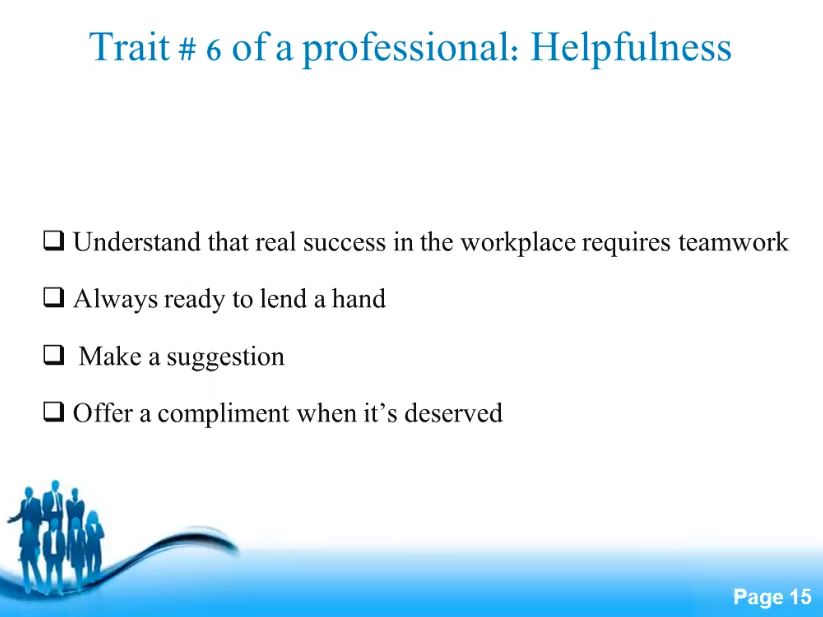 Trait # 6 of a professional: Helpfulness
❑ Understand that real success in the workplace requires teamwork
❑ Always ready to lend a hand
❑ Make a suggestion
❑ Offer a compliment when it’s deserved
Page 15